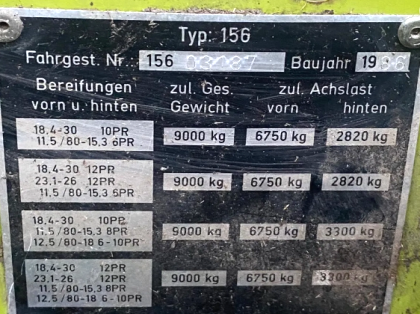 Typ: 156
Fahrgest. Nr.: 156 Baujahr 19
Bereifungen zul. Ges. zul. Achslast
vorn u. hinten Gewicht vorn hinten
18,4-30 10PR
11,5/80-15,3 6PR 9000 kg 6750 kg 2820 kg
18,4-30 12PR
23,1-26 12PR 9000 kg 6750 kg 2820 kg
11,5/80-15,3 6PR
18,4-30 10PR
11,5/80-15,3 8PR 9000 kg 6750 kg 3300 kg
12,5/80-18 6-10PR
18,4-30 12PR
23,1-26 12PR 9000 kg 6750 kg 3300 kg
11,5/80-15,3 8PR
12,5/80-18 6-10PR